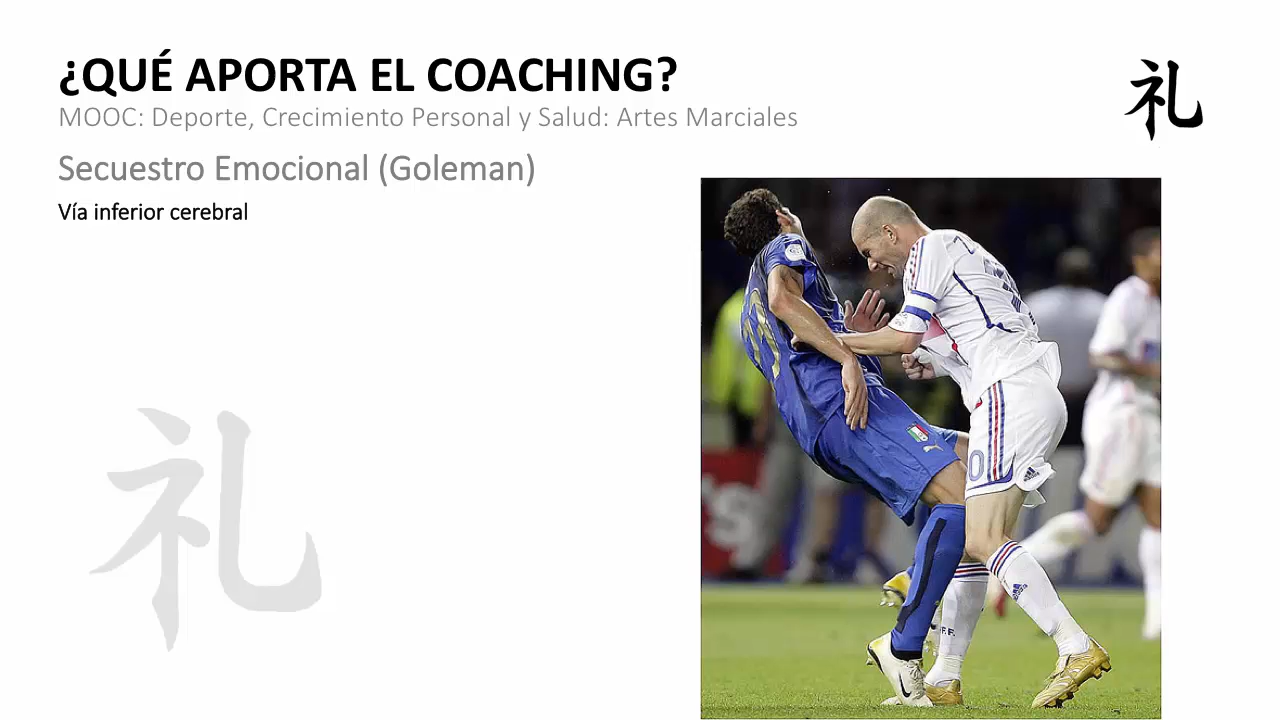 ¿QUÉ APORTA EL COACHING?
MOOC: Deporte, Crecimiento Personal y Salud: Artes Marciales
礼
Secuestro Emocional (Goleman)
Vía inferior cerebral
礼